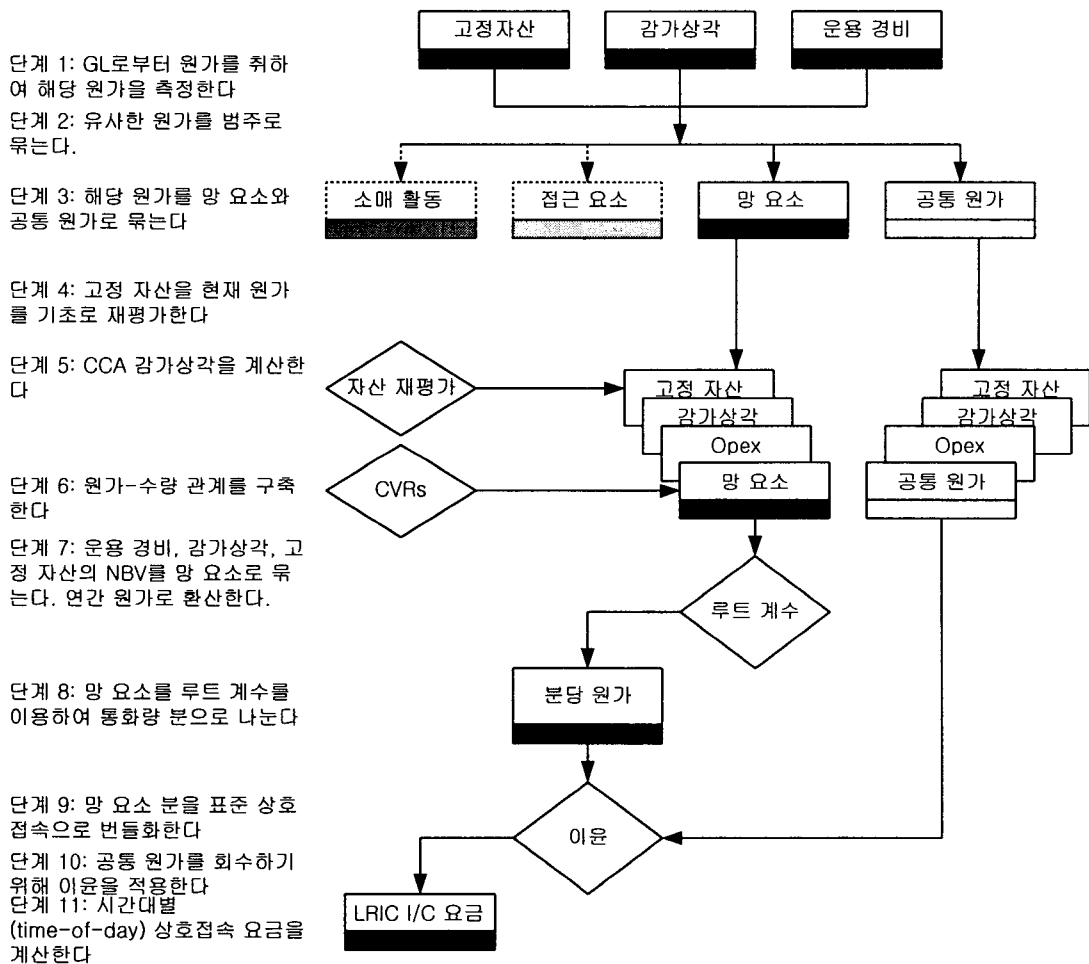 고정자산
감가상각
운용 경비
단계 1: GL로부터 원가를 취하
여 해당 원가을 측정한다
단계 2: 유사한 원가를 범주로
묶는다.
단계 3: 해당 원가를 망 요소와
공통 원가로 묶는다
소매 활동
접근 요소
망 요소
공통 원가
단계 4: 고정 자산을 현재 원가
를 기초로 재평가한다
단계 5: CCA 감가상각을 계산한
다
자산 재평가
고정 자산
감가상각
Opex
망 요소
고정 자산
감가상각
Opex
공통 원가
단계 6: 원가-수량 관계를 구축
한다
CVRs
단계 7: 운용 경비, 감가상각, 고
정 자산의 NBV를 망 요소로 묶
는다. 연간 원가로 환산한다.
루트 계수
단계 8: 망 요소를 루트 계수를
이용하여 통화량 분으로 나눈다
분당 원가
단계 9: 망 요소 분을 표준 상호
접속으로 번들화한다
이윤
단계 10: 공통 원가를 회수하기
위해 이윤을 적용한다
단계 11: 시간대별
(time-of-day) 상호접속 요금을
계산한다
LRIC I/C 요금